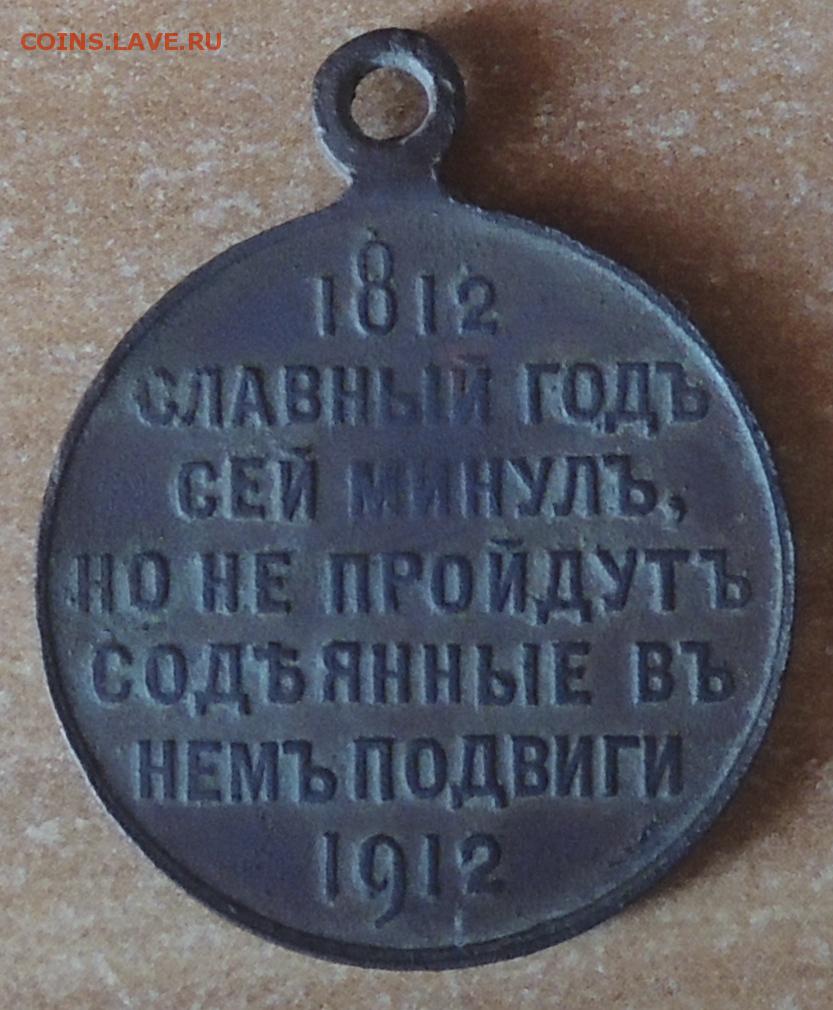 COINS.LAVE.RU
1812
СЛАВНЫЙ ГОДЪ
СЕЙ МИНУЛЪ,
НО НЕ ПРОЙДУТЪ
СОДѢЯННЫЕ ВЪ
НЕМЪ ПОДВИГИ
1912